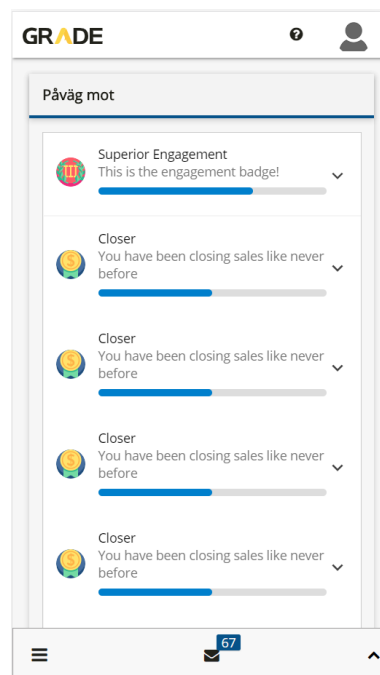 GRADE
Påväg mot
Superior Engagement
This is the engagement badge!
Closer
You have been closing sales like never
before
Closer
You have been closing sales like never
before
Closer
You have been closing sales like never
before
Closer
You have been closing sales like never
before
67